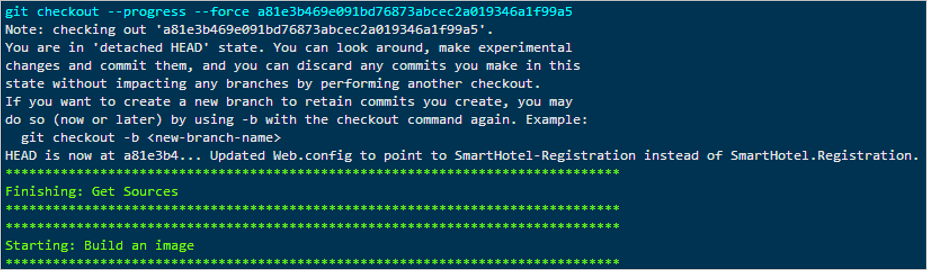 git checkout --progress --force a81e3b469e091bd76873abcec2a019346a1f99a5
Note: checking out 'a81e3b469e091bd76873abcec2a019346a1f99a5'.
You are in 'detached HEAD' state. You can look around, make experimental
changes and commit them, and you can discard any commits you make in this
state without impacting any branches by performing another checkout.
If you want to create a new branch to retain commits you create, you may
do so (now or later) by using -b with the checkout command again. Example:
  git checkout -b <new-branch-name>
HEAD is now at a81e3b4... Updated Web.config to point to SmartHotel-Registration instead of SmartHotel.Registration.
******************************************************************************
Finishing: Get Sources
******************************************************************************
******************************************************************************
Starting: Build an image
******************************************************************************